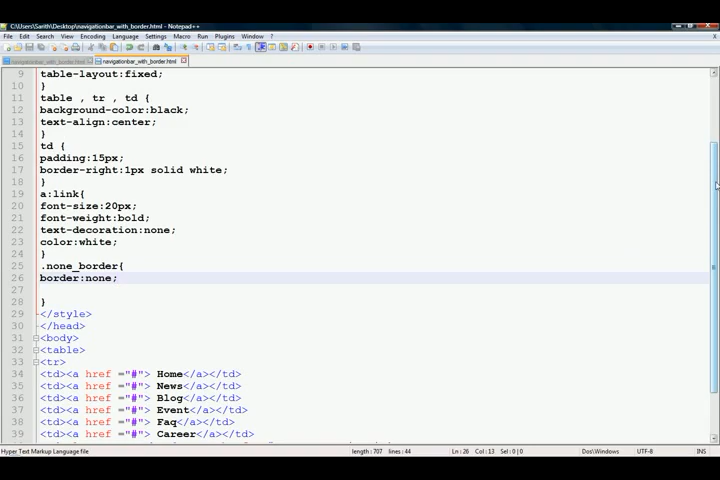 C:\Users\Sarith\Desktop\navigationbar_with_border.html - Notepad++
File Edit Search View Encoding Language Settings Macro Run Plugins Window ? X
navigationbar_with_border.html
9 table-layout:fixed;
10 }
11 table , tr , td {
12 background-color:black;
13 text-align:center;
14 }
15 td {
16 padding:15px;
17 border-right:1px solid white;
18 }
19 a:link{
20 font-size:20px;
21 font-weight:bold;
22 text-decoration:none;
23 color:white;
24 }
25 .none_border{
26 border:none;
27
28 }
29 </style>
30 </head>
31 <body>
32 <table>
33 <tr>
34 <td><a href ="#"> Home</a></td>
35 <td><a href ="#"> News</a></td>
36 <td><a href ="#"> Blog</a></td>
37 <td><a href ="#"> Event</a></td>
38 <td><a href ="#"> Faq</a></td>
39 <td><a href ="#"> Career</a></td>
Hyper Text Markup Language file length : 707 lines : 44 Ln : 26 Col : 13 Sel : 0 | 0 Dos\Windows UTF-8 INS